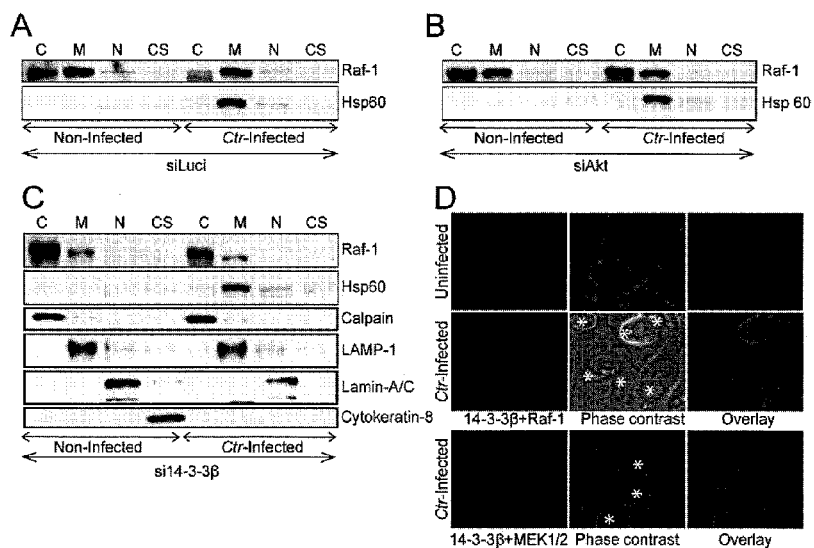 A
C M N CS C M N CS
Raf-1
Hsp60
Non-Infected Ctr-Infected
siLuci
B
C M N CS C M N CS
Raf-1
Hsp 60
Non-Infected Ctr-Infected
siAkt
C
C M N CS C M N CS
Raf-1
Hsp60
Calpain
LAMP-1
Lamin-A/C
Cytokeratin-8
Non-Infected Ctr-Infected
si14-3-3β
D
Uninfected
Ctr-Infected
* * *
* * *
14-3-3β+Raf-1 Phase contrast Overlay
Ctr-Infected
*
*
*
14-3-3β+MEK1/2 Phase contrast Overlay